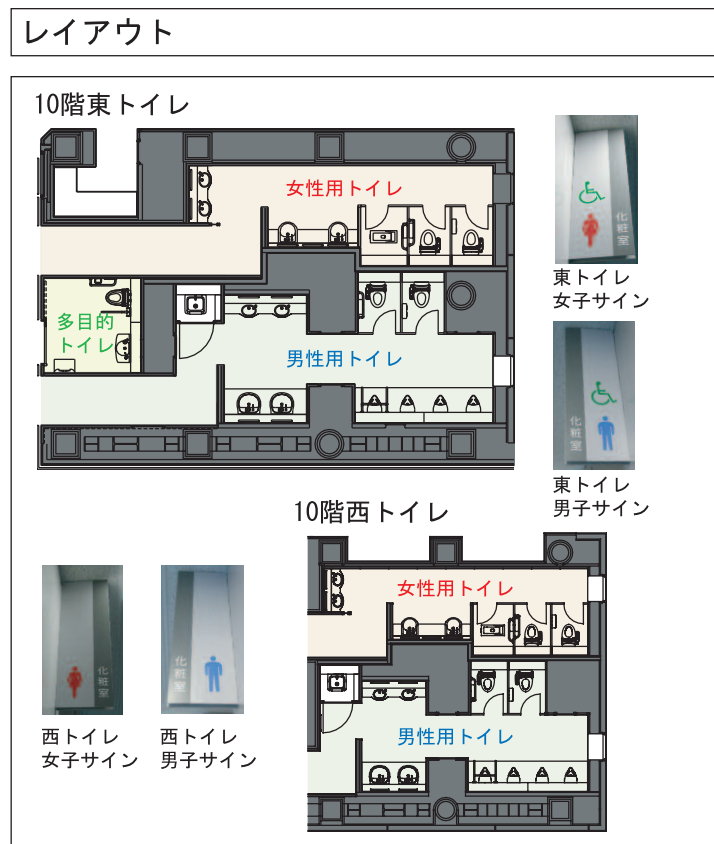 レイアウト
10階東トイレ
女性用トイレ
多目的
トイレ
男性用トイレ
化粧室
東トイレ
女子サイン
化粧室
東トイレ
男子サイン
10階西トイレ
女性用トイレ
男性用トイレ
化粧室
西トイレ
女子サイン
化粧室
西トイレ
男子サイン